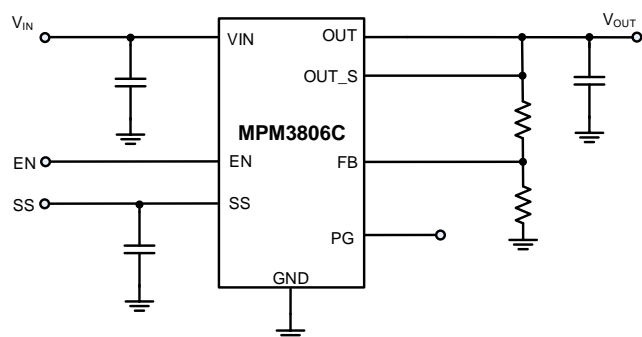 VIN
VIN
OUT
VOUT
OUT_S
MPM3806C
EN
EN
FB
SS
SS
PG
GND